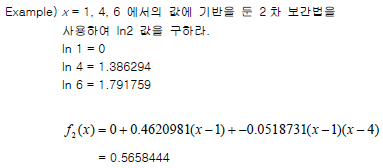 Example) x = 1, 4, 6 에서의 값에 기반을 둔 2 차 보간법을
사용하여 ln2 값을 구하라.
ln 1 = 0
ln 4 = 1.386294
ln 6 = 1.791759
f₂(x) = 0 + 0.4620981(x−1) + −0.0518731(x−1)(x−4)
= 0.5658444